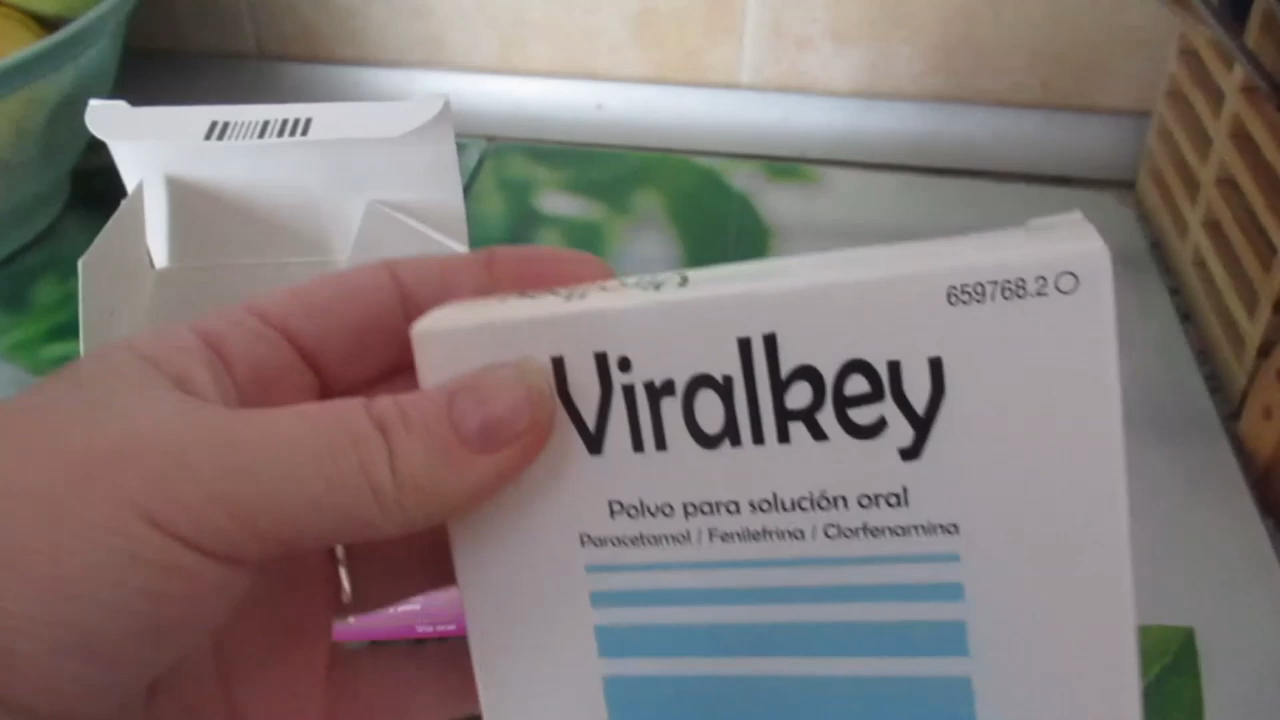 659768.2
Viralkey
Polvo para solución oral
Paracetamol / Fenilefrina / Clorfenamina